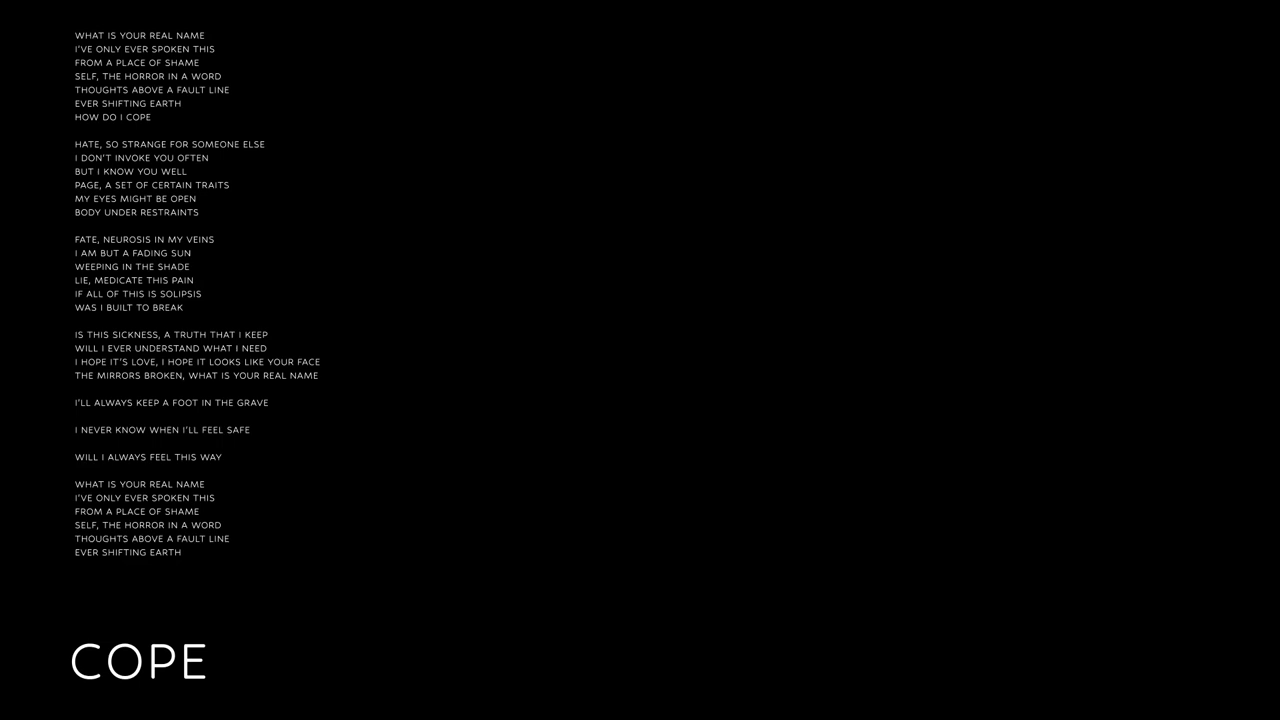 WHAT IS YOUR REAL NAME
I'VE ONLY EVER SPOKEN THIS
FROM A PLACE OF SHAME
SELF, THE HORROR IN A WORD
THOUGHTS ABOVE A FAULT LINE
EVER SHIFTING EARTH
HOW DO I COPE

HATE, SO STRANGE FOR SOMEONE ELSE
I DON'T INVOKE YOU OFTEN
BUT I KNOW YOU WELL
PAGE, A SET OF CERTAIN TRAITS
MY EYES MIGHT BE OPEN
BODY UNDER RESTRAINTS

FATE, NEUROSIS IN MY VEINS
I AM BUT A FADING SUN
WEEPING IN THE SHADE
LIE, MEDICATE THIS PAIN
IF ALL OF THIS IS SOLIPSIS
WAS I BUILT TO BREAK

IS THIS SICKNESS, A TRUTH THAT I KEEP
WILL I EVER UNDERSTAND WHAT I NEED
I HOPE IT'S LOVE, I HOPE IT LOOKS LIKE YOUR FACE
THE MIRRORS BROKEN, WHAT IS YOUR REAL NAME

I'LL ALWAYS KEEP A FOOT IN THE GRAVE

I NEVER KNOW WHEN I'LL FEEL SAFE

WILL I ALWAYS FEEL THIS WAY

WHAT IS YOUR REAL NAME
I'VE ONLY EVER SPOKEN THIS
FROM A PLACE OF SHAME
SELF, THE HORROR IN A WORD
THOUGHTS ABOVE A FAULT LINE
EVER SHIFTING EARTH

COPE